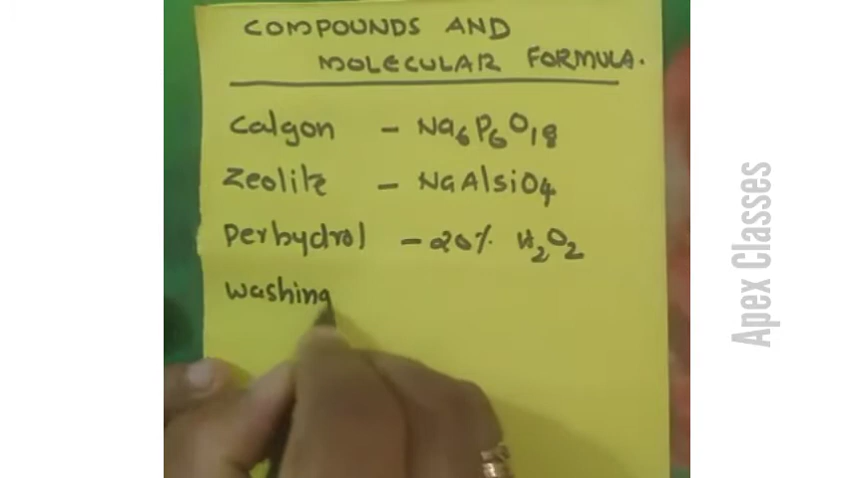 COMPOUNDS AND
MOLECULAR FORMULA.
Calgon - Na₆P₆O₁₈
Zeolite - NaAlSiO₄
Perhydrol - 20% H₂O₂
Washing
Apex Classes